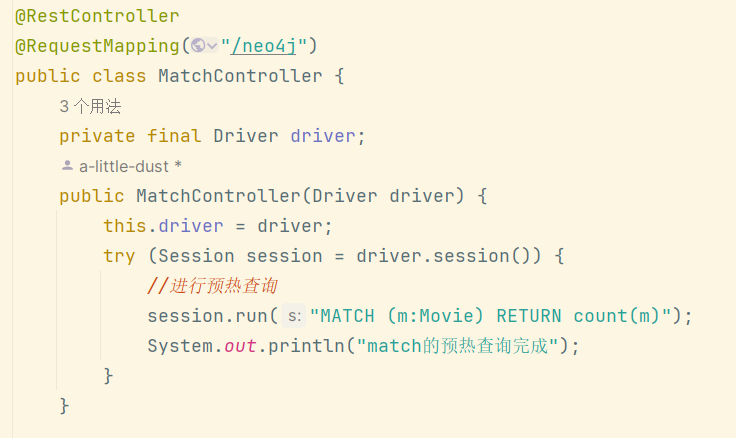 @RestController
@RequestMapping("/neo4j")
public class MatchController {
3 个用法
private final Driver driver;
a-little-dust *
public MatchController(Driver driver) {
this.driver = driver;
try (Session session = driver.session()) {
//进行预热查询
session.run( s: "MATCH (m:Movie) RETURN count(m)");
System.out.println("match的预热查询完成");
}
}